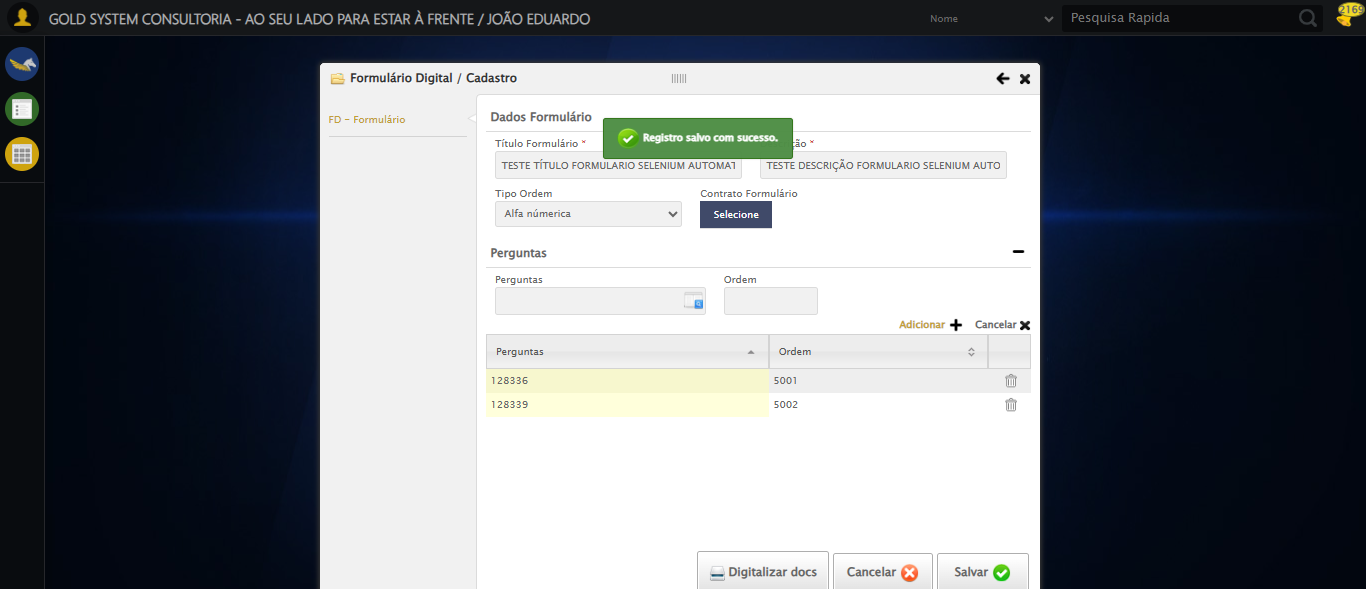 GOLD SYSTEM CONSULTORIA - AO SEU LADO PARA ESTAR À FRENTE / JOÃO EDUARDO
Nome
Pesquisa Rapida
2169
Formulário Digital / Cadastro
FD - Formulário
Dados Formulário
Registro salvo com sucesso.
Título Formulário *
ão *
TESTE TÍTULO FORMULARIO SELENIUM AUTOMAT
TESTE DESCRIÇÃO FORMULARIO SELENIUM AUTO
Tipo Ordem
Contrato Formulário
Alfa númerica
Selecione
Perguntas
Perguntas
Ordem
Adicionar
Cancelar
Perguntas
Ordem
128336
5001
128339
5002
Digitalizar docs
Cancelar
Salvar